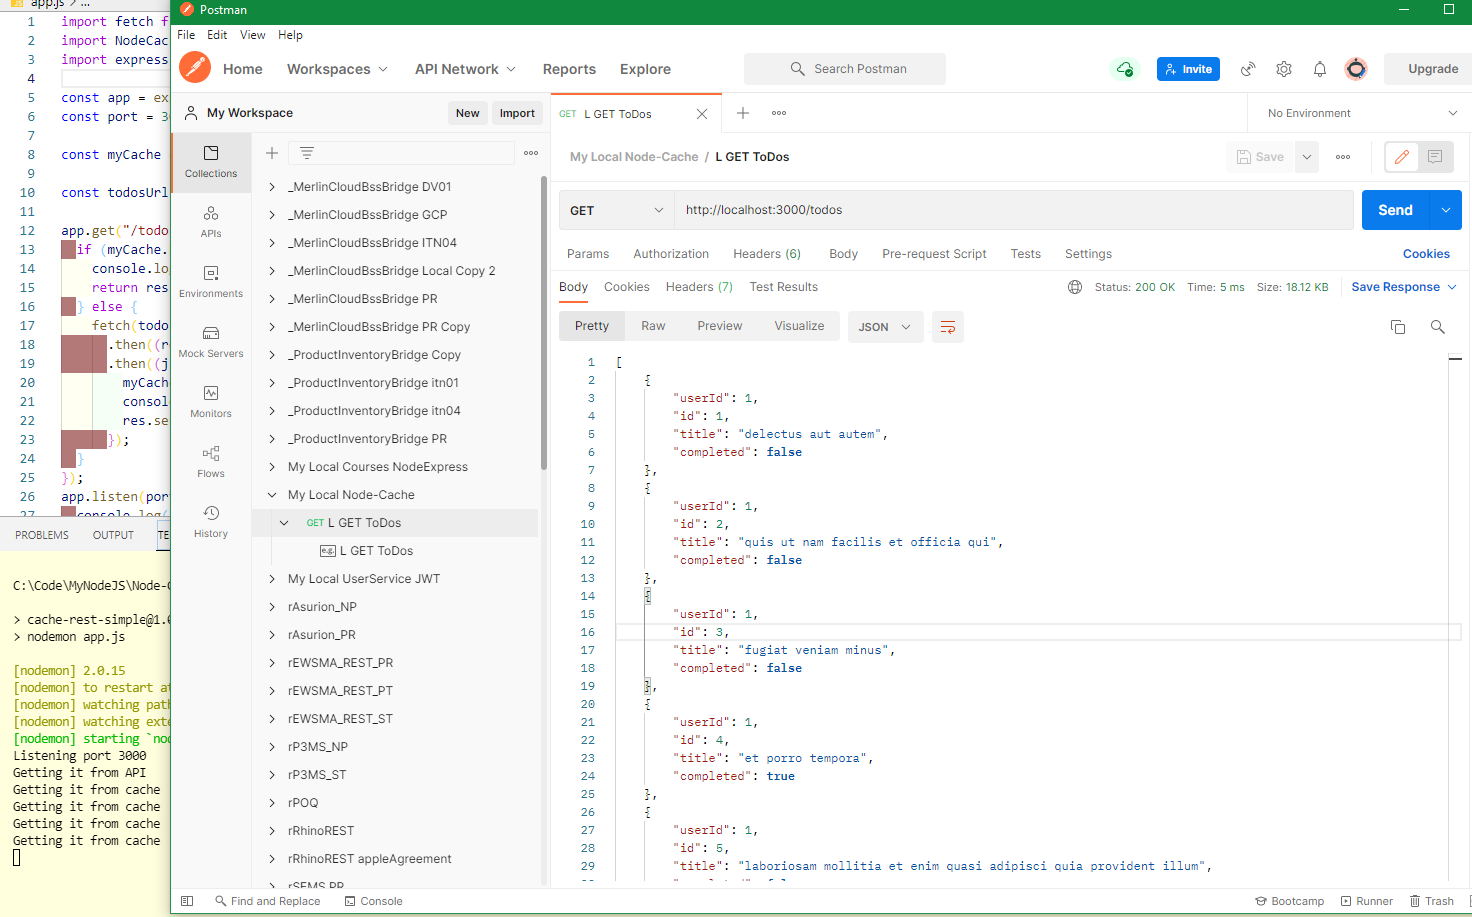 app.js > ...
1 import fetch f
2 import NodeCac
3 import express
4
5 const app = ex
6 const port = 3
7
8 const myCache
9
10 const todosUrl
11
12 app.get("/todo
13 if (myCache.
14 console.lo
15 return res
16 } else {
17 fetch(todo
18 .then((r
19 .then((j
20 myCach
21 consol
22 res.se
23 });
24 }
25 });
26 app.listen(por
27 console.log(
PROBLEMS OUTPUT TE
C:\Code\MyNodeJS\Node-C
> cache-rest-simple@1.0
> nodemon app.js
[nodemon] 2.0.15
[nodemon] to restart at
[nodemon] watching path
[nodemon] watching exte
[nodemon] starting `nod
Listening port 3000
Getting it from API
Getting it from cache
Getting it from cache
Getting it from cache
Getting it from cache
Postman
File Edit View Help
Home Workspaces API Network Reports Explore
Search Postman
Invite
Upgrade
My Workspace
New Import
Collections
APIs
Environments
Mock Servers
Monitors
Flows
History
_MerlinCloudBssBridge DV01
_MerlinCloudBssBridge GCP
_MerlinCloudBssBridge ITN04
_MerlinCloudBssBridge Local Copy 2
_MerlinCloudBssBridge PR
_MerlinCloudBssBridge PR Copy
_ProductInventoryBridge Copy
_ProductInventoryBridge itn01
_ProductInventoryBridge itn04
_ProductInventoryBridge PR
My Local Courses NodeExpress
My Local Node-Cache
GET L GET ToDos
e.g. L GET ToDos
My Local UserService JWT
rAsurion_NP
rAsurion_PR
rEWSMA_REST_PR
rEWSMA_REST_PT
rEWSMA_REST_ST
rP3MS_NP
rP3MS_ST
rPOQ
rRhinoREST
rRhinoREST appleAgreement
rSEMS PR
GET L GET ToDos
No Environment
My Local Node-Cache / L GET ToDos
Save
GET http://localhost:3000/todos
Send
Params Authorization Headers (6) Body Pre-request Script Tests Settings
Cookies
Body Cookies Headers (7) Test Results
Status: 200 OK Time: 5 ms Size: 18.12 KB Save Response
Pretty Raw Preview Visualize JSON
1 [
2 {
3 "userId": 1,
4 "id": 1,
5 "title": "delectus aut autem",
6 "completed": false
7 },
8 {
9 "userId": 1,
10 "id": 2,
11 "title": "quis ut nam facilis et officia qui",
12 "completed": false
13 },
14 {
15 "userId": 1,
16 "id": 3,
17 "title": "fugiat veniam minus",
18 "completed": false
19 },
20 {
21 "userId": 1,
22 "id": 4,
23 "title": "et porro tempora",
24 "completed": true
25 },
26 {
27 "userId": 1,
28 "id": 5,
29 "title": "laboriosam mollitia et enim quasi adipisci quia provident illum",
Find and Replace Console
Bootcamp Runner Trash